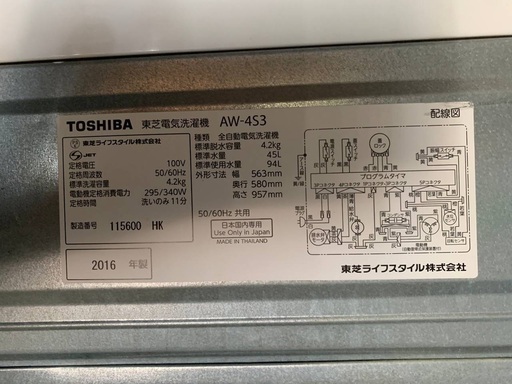 TOSHIBA 東芝電気洗濯機 AW-4S3
東芝ライフスタイル株式会社
JET
定格電圧 100V
定格周波数 50/60Hz
標準洗濯容量 4.2kg
電動機定格消費電力 295/340W
定格時間 洗いのみ 11分
製造番号 115600 HK
2016 年製
種類 全自動電気洗濯機
標準脱水容量 4.2kg
標準水量 45L
標準使用水量 94L
外形寸法 幅 563mm
奥行 580mm
高さ 957mm
50/60Hz 共用
日本国内専用
Use Only in Japan
MADE IN THAILAND
配線図
蓋ロック
プログラムタイマ
東芝ライフスタイル株式会社